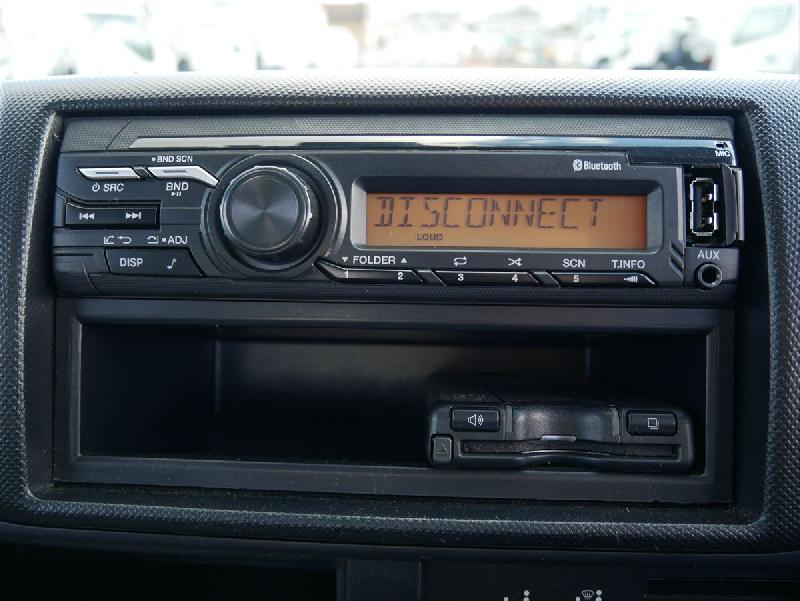 BND SCN
SRC
BND
ADJ
DISP
Bluetooth
DISCONNECT
LOUD
FOLDER
1 2 3 4 5
SCN
T.INFO
MIC
AUX